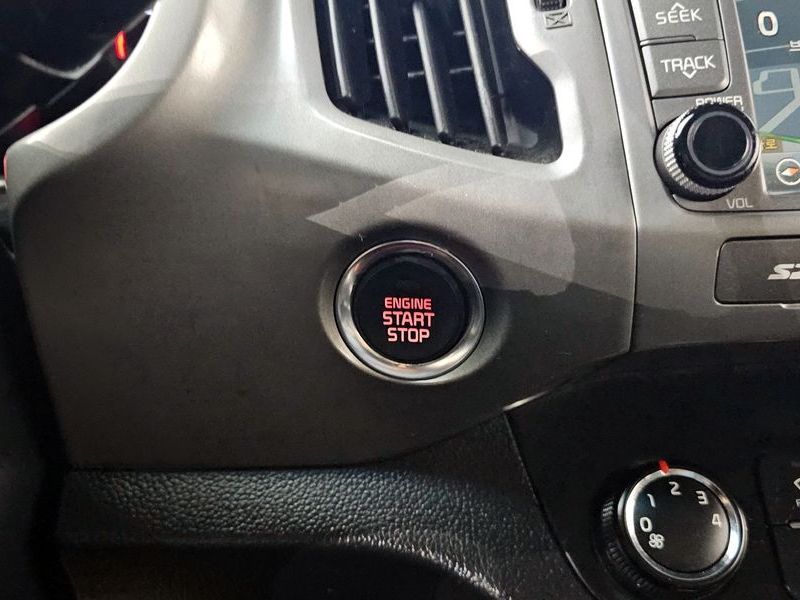 SEEK
TRACK
0
POWER
VOL
ENGINE
START
STOP
0
1
2
3
4